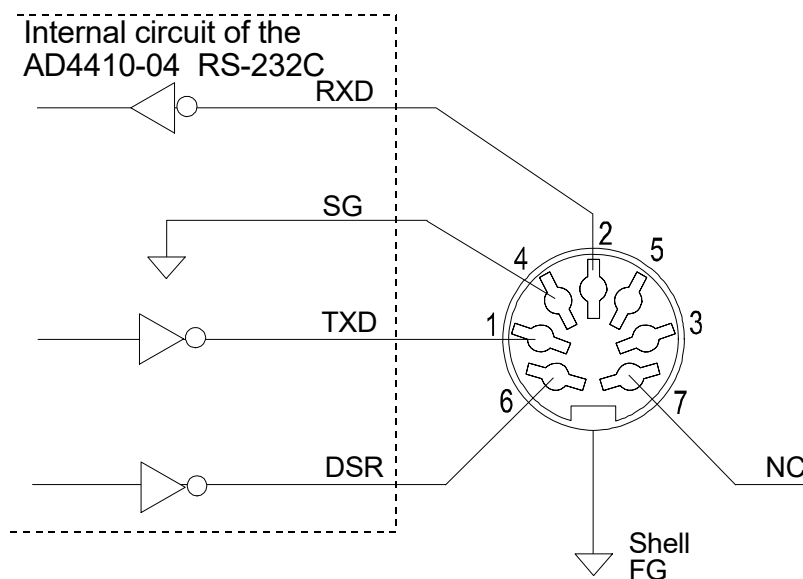 Internal circuit of the
AD4410-04 RS-232C
RXD
SG
TXD
DSR
4
2
5
1
3
6
7
NC
Shell
FG